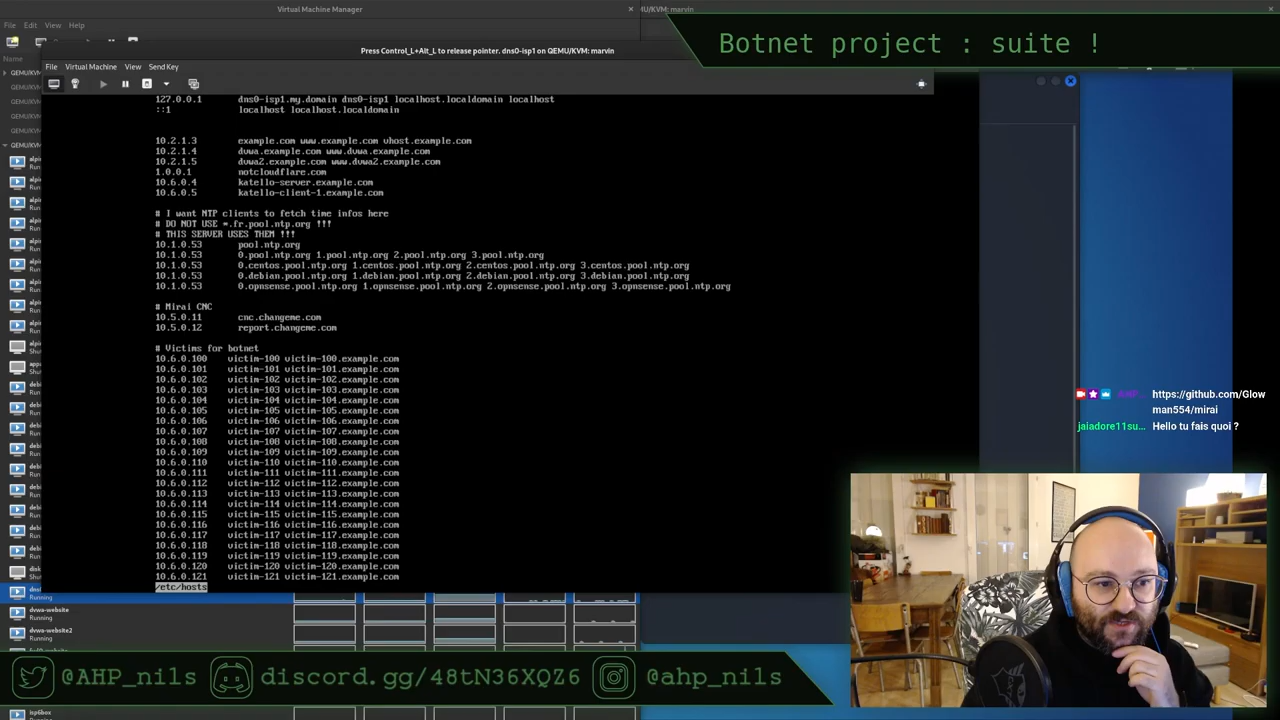 Virtual Machine Manager
MU/KVM: marvin
File Edit View Help
Name
Botnet project : suite !
Press Control_L+Alt_L to release pointer. dns0-isp1 on QEMU/KVM: marvin
File Virtual Machine View Send Key
127.0.0.1 dns0-isp1.my.domain dns0-isp1 localhost.localdomain localhost
::1 localhost localhost.localdomain
10.2.1.3 example.com www.example.com vhost.example.com
10.2.1.4 dvwa.example.com www.dvwa.example.com
10.2.1.5 dvwa2.example.com www.dvwa2.example.com
1.0.0.1 notcloudflare.com
10.6.0.4 katello-server.example.com
10.6.0.5 katello-client-1.example.com
# I want NTP clients to fetch time infos here
# DO NOT USE *.fr.pool.ntp.org !!!
# THIS SERVER USES THEM !!!
10.1.0.53 pool.ntp.org
10.1.0.53 0.pool.ntp.org 1.pool.ntp.org 2.pool.ntp.org 3.pool.ntp.org
10.1.0.53 0.centos.pool.ntp.org 1.centos.pool.ntp.org 2.centos.pool.ntp.org 3.centos.pool.ntp.org
10.1.0.53 0.debian.pool.ntp.org 1.debian.pool.ntp.org 2.debian.pool.ntp.org 3.debian.pool.ntp.org
10.1.0.53 0.opnsense.pool.ntp.org 1.opnsense.pool.ntp.org 2.opnsense.pool.ntp.org 3.opnsense.pool.ntp.org
# Mirai CNC
10.5.0.11 cnc.changeme.com
10.5.0.12 report.changeme.com
# Victims for botnet
10.6.0.100 victim-100 victim-100.example.com
10.6.0.101 victim-101 victim-101.example.com
10.6.0.102 victim-102 victim-102.example.com
10.6.0.103 victim-103 victim-103.example.com
10.6.0.104 victim-104 victim-104.example.com
10.6.0.105 victim-105 victim-105.example.com
10.6.0.106 victim-106 victim-106.example.com
10.6.0.107 victim-107 victim-107.example.com
10.6.0.108 victim-108 victim-108.example.com
10.6.0.109 victim-109 victim-109.example.com
10.6.0.110 victim-110 victim-110.example.com
10.6.0.111 victim-111 victim-111.example.com
10.6.0.112 victim-112 victim-112.example.com
10.6.0.113 victim-113 victim-113.example.com
10.6.0.114 victim-114 victim-114.example.com
10.6.0.115 victim-115 victim-115.example.com
10.6.0.116 victim-116 victim-116.example.com
10.6.0.117 victim-117 victim-117.example.com
10.6.0.118 victim-118 victim-118.example.com
10.6.0.119 victim-119 victim-119.example.com
10.6.0.120 victim-120 victim-120.example.com
10.6.0.121 victim-121 victim-121.example.com
/etc/hosts
https://github.com/Glow
man554/mirai
jaiadore11su... Hello tu fais quoi ?
Running
dvwa-website
Running
dvwa-website2
Running
@AHP_nils discord.gg/48tN36XQZ6 @ahp_nils
isp6box
Running